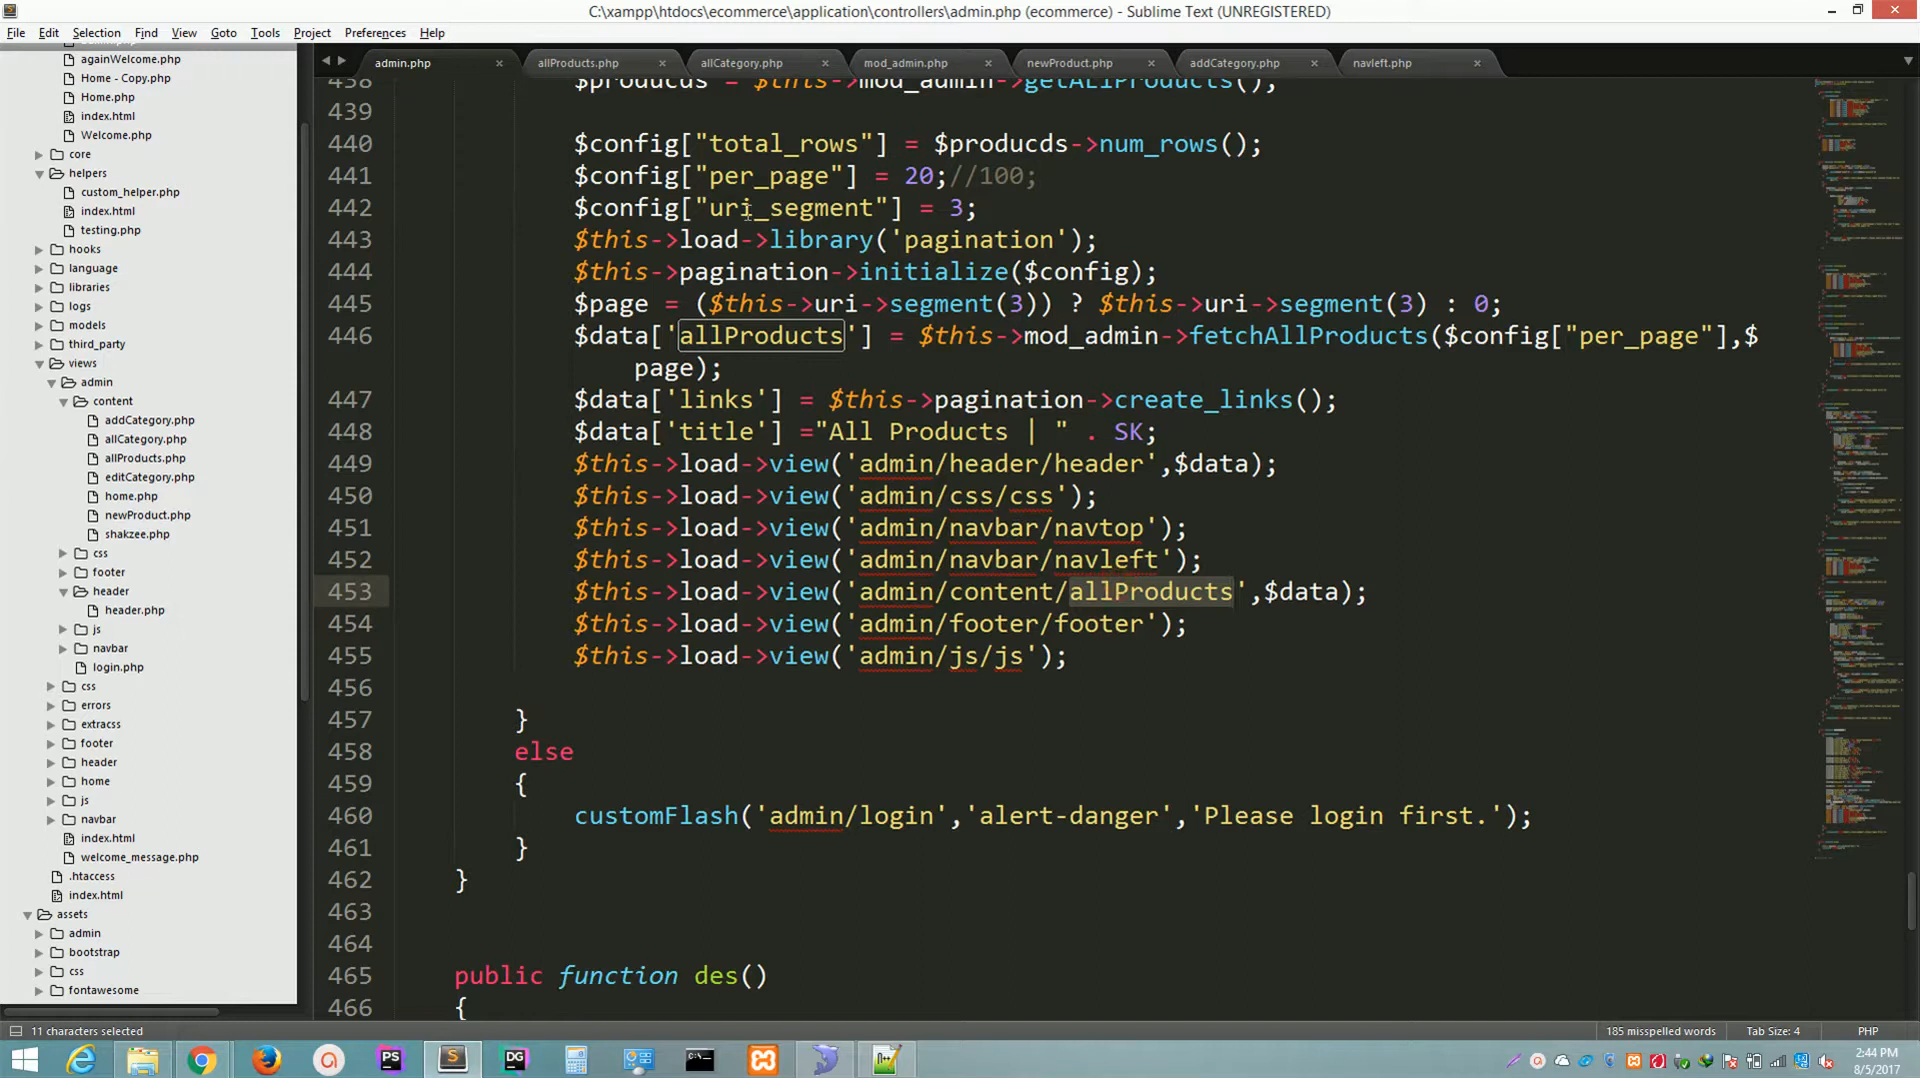 C:\xampp\htdocs\ecommerce\application\controllers\admin.php (ecommerce) - Sublime Text (UNREGISTERED)
File Edit Selection Find View Goto Tools Project Preferences Help
admin.php allProducts.php allCategory.php mod_admin.php newProduct.php addCategory.php navleft.php
againWelcome.php
Home - Copy.php
Home.php
index.html
Welcome.php
core
helpers
custom_helper.php
index.html
testing.php
hooks
language
libraries
logs
models
third_party
views
admin
content
addCategory.php
allCategory.php
allProducts.php
editCategory.php
home.php
newProduct.php
shakzee.php
css
footer
header
header.php
js
navbar
login.php
css
errors
extracss
footer
header
home
js
navbar
index.html
welcome_message.php
.htaccess
index.html
assets
admin
bootstrap
css
fontawesome
438 $producds = $this->mod_admin->getAllProducts();
439
440 $config["total_rows"] = $producds->num_rows();
441 $config["per_page"] = 20;//100;
442 $config["uri_segment"] = 3;
443 $this->load->library('pagination');
444 $this->pagination->initialize($config);
445 $page = ($this->uri->segment(3)) ? $this->uri->segment(3) : 0;
446 $data['allProducts'] = $this->mod_admin->fetchAllProducts($config["per_page"],$
page);
447 $data['links'] = $this->pagination->create_links();
448 $data['title'] ="All Products | " . SK;
449 $this->load->view('admin/header/header',$data);
450 $this->load->view('admin/css/css');
451 $this->load->view('admin/navbar/navtop');
452 $this->load->view('admin/navbar/navleft');
453 $this->load->view('admin/content/allProducts',$data);
454 $this->load->view('admin/footer/footer');
455 $this->load->view('admin/js/js');
456
457 }
458 else
459 {
460 customFlash('admin/login','alert-danger','Please login first.');
461 }
462 }
463
464
465 public function des()
466 {
11 characters selected
185 misspelled words Tab Size: 4 PHP
2:44 PM
8/5/2017